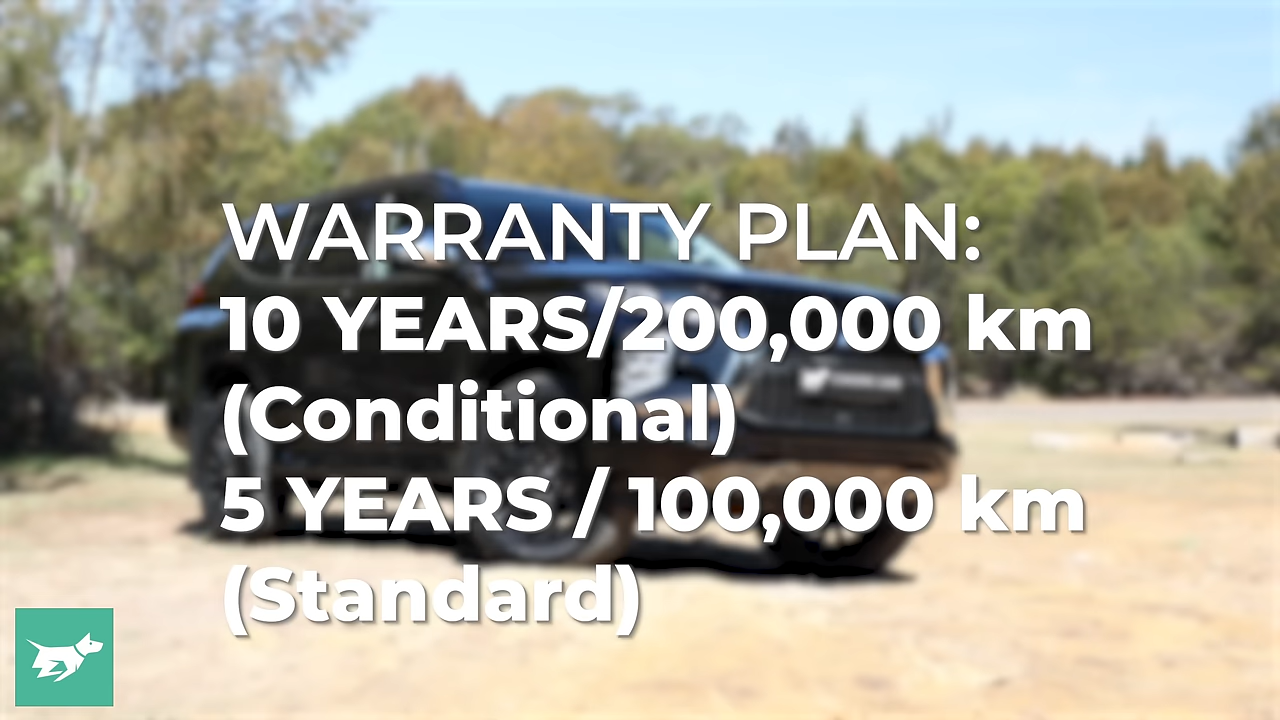 WARRANTY PLAN:
10 YEARS/200,000 km
(Conditional)
5 YEARS / 100,000 km
(Standard)